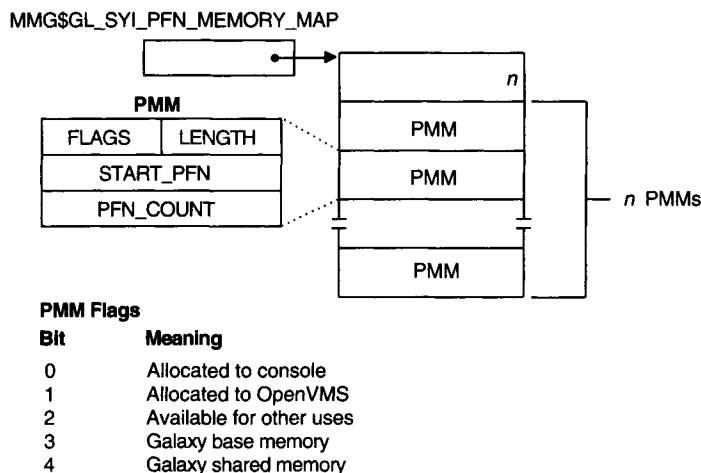 MMG$GL_SYI_PFN_MEMORY_MAP
n
PMM
FLAGS LENGTH
START_PFN
PFN_COUNT
PMM
PMM
PMM
n PMMs
PMM Flags
Bit Meaning
0 Allocated to console
1 Allocated to OpenVMS
2 Available for other uses
3 Galaxy base memory
4 Galaxy shared memory